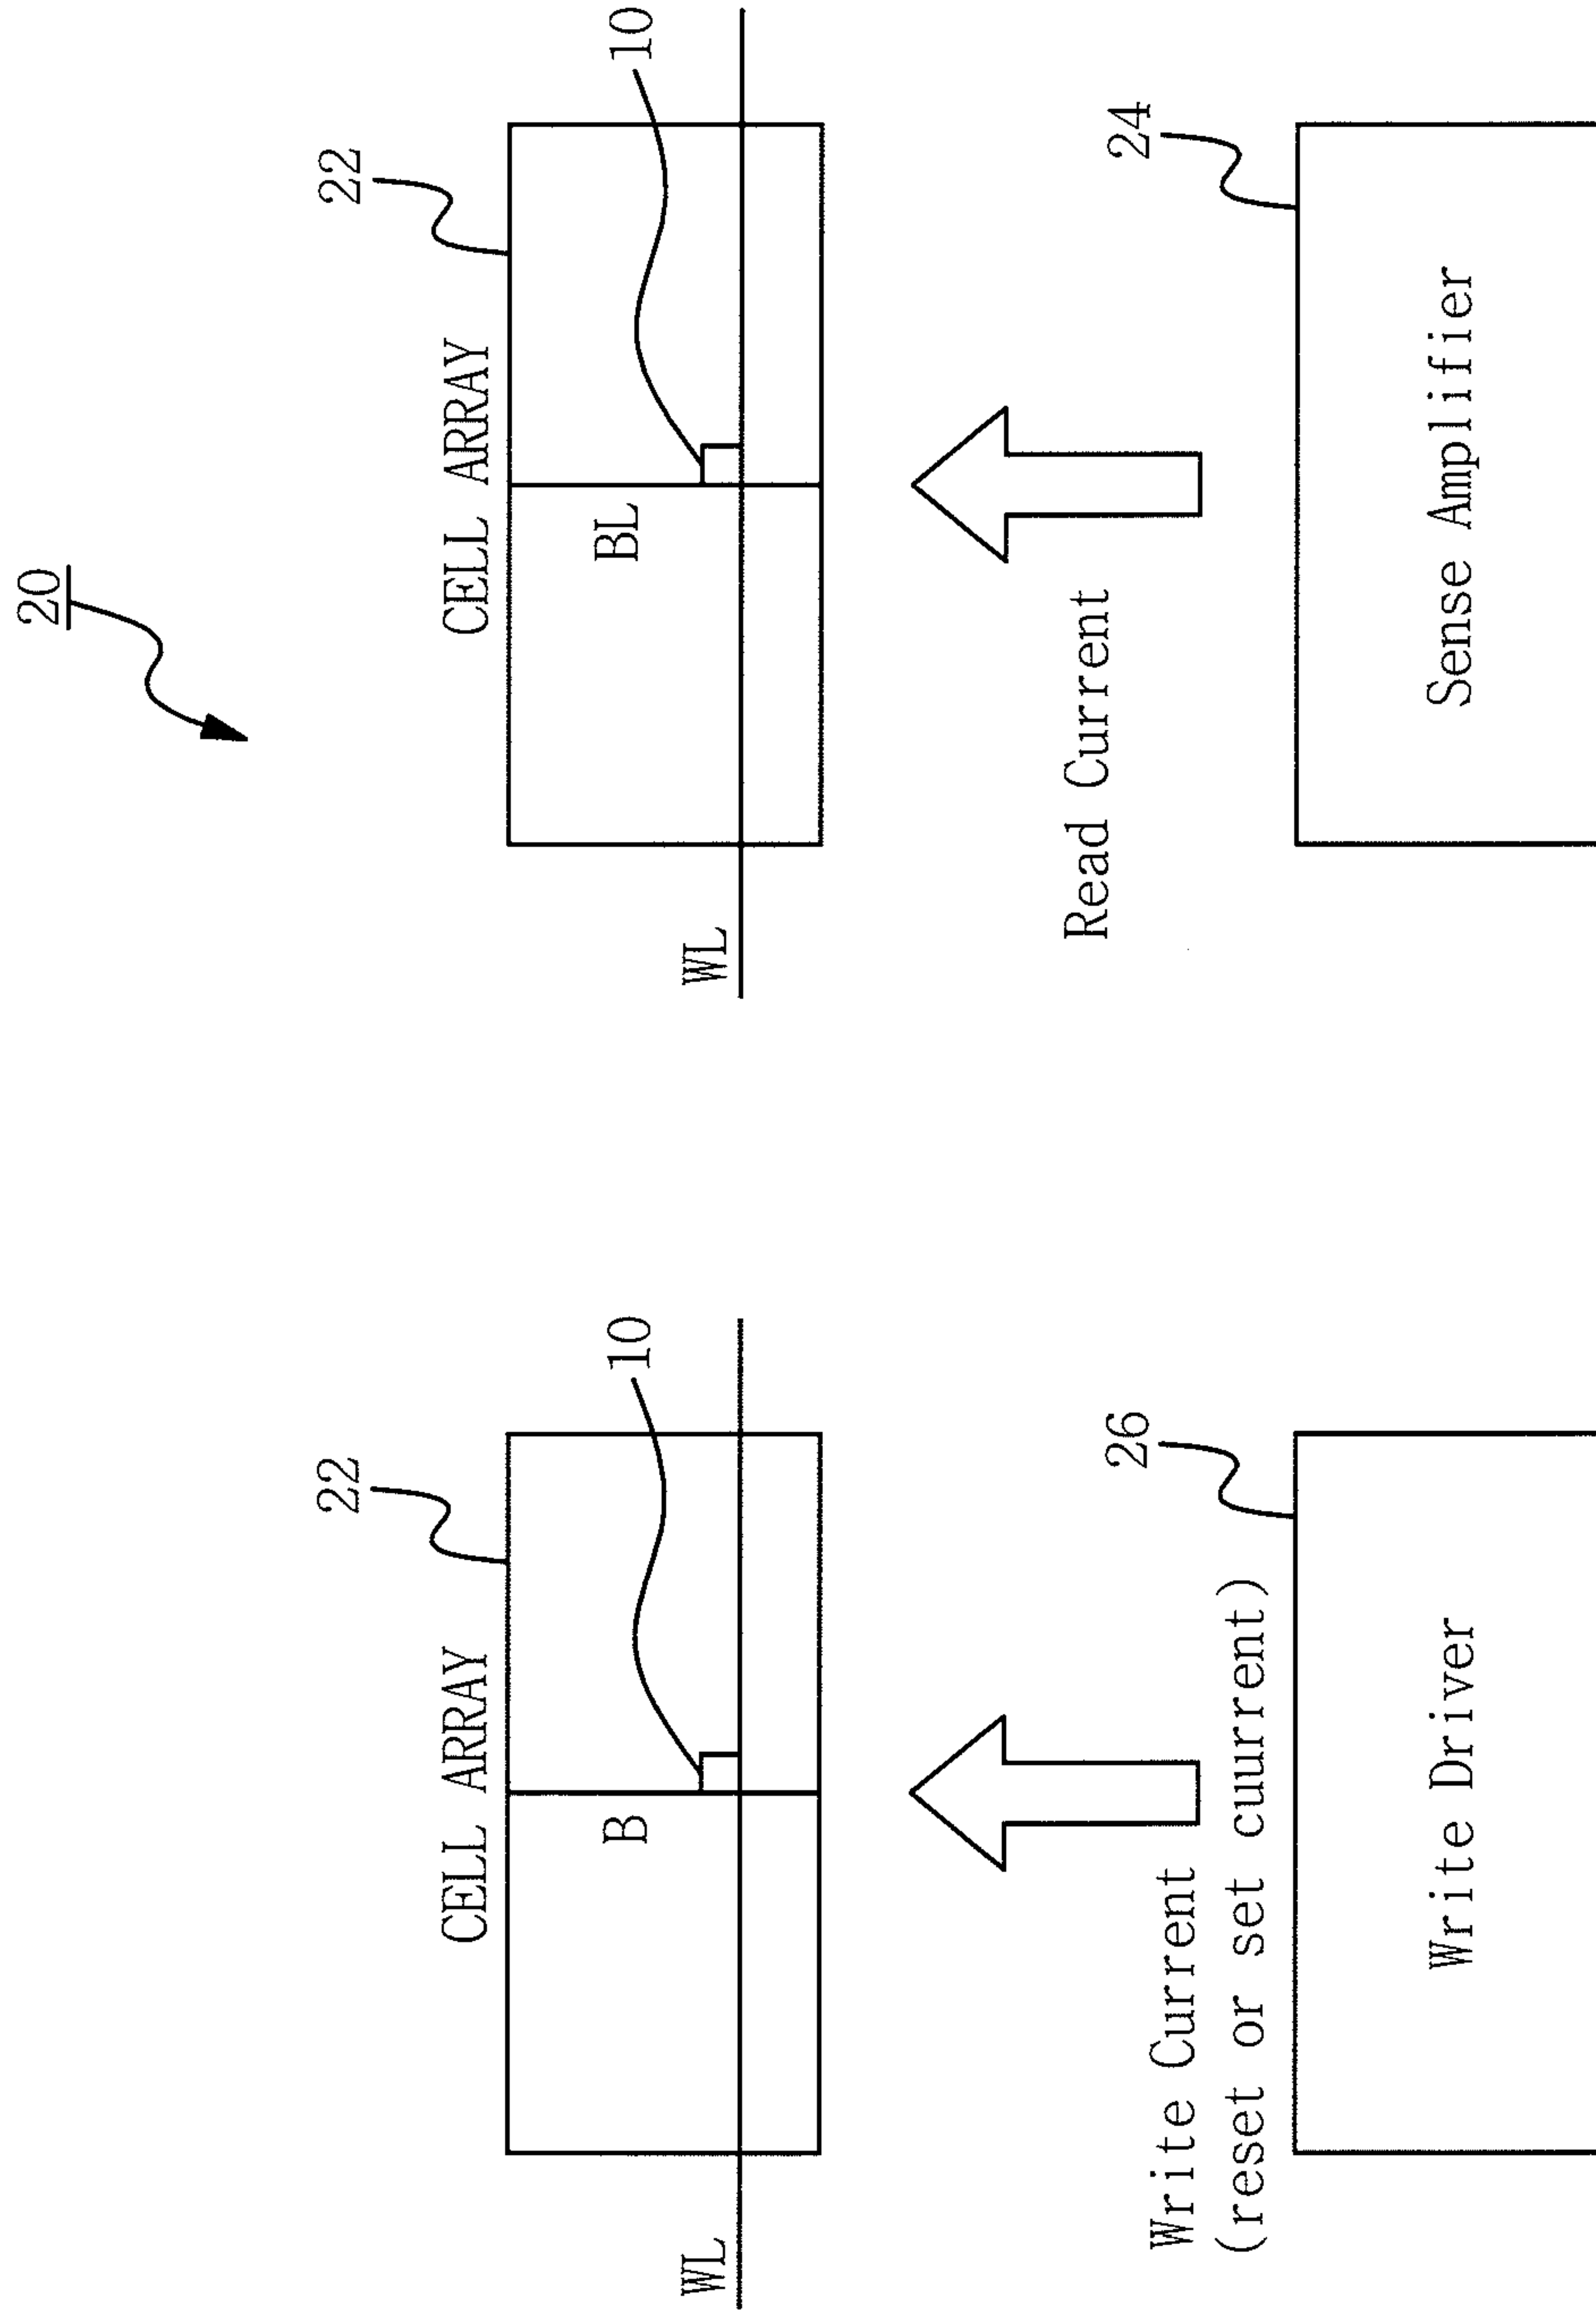 20
CELL ARRAY
22
B
10
WL
Write Current
(reset or set cuurrent)
26
Write Driver
CELL ARRAY
22
BL
10
WL
Read Current
24
Sense Amplifier